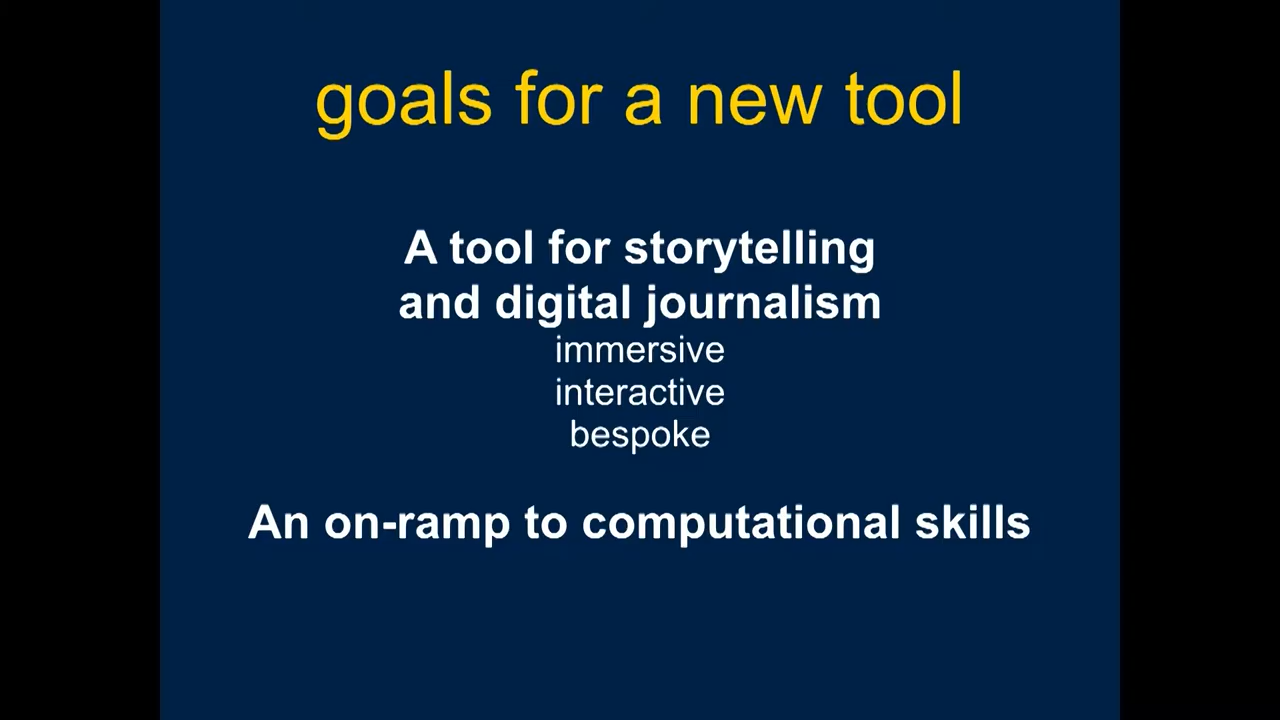 goals for a new tool
A tool for storytelling
and digital journalism
immersive
interactive
bespoke
An on-ramp to computational skills